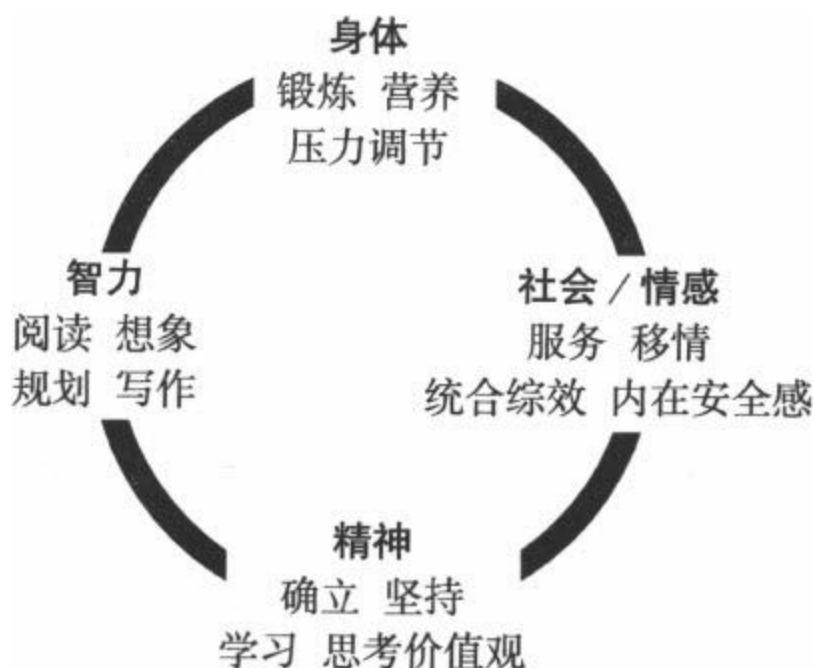 身体
锻炼 营养
压力调节
智力
阅读 想象
规划 写作
社会 / 情感
服务 移情
统合综效 内在安全感
精神
确立 坚持
学习 思考价值观